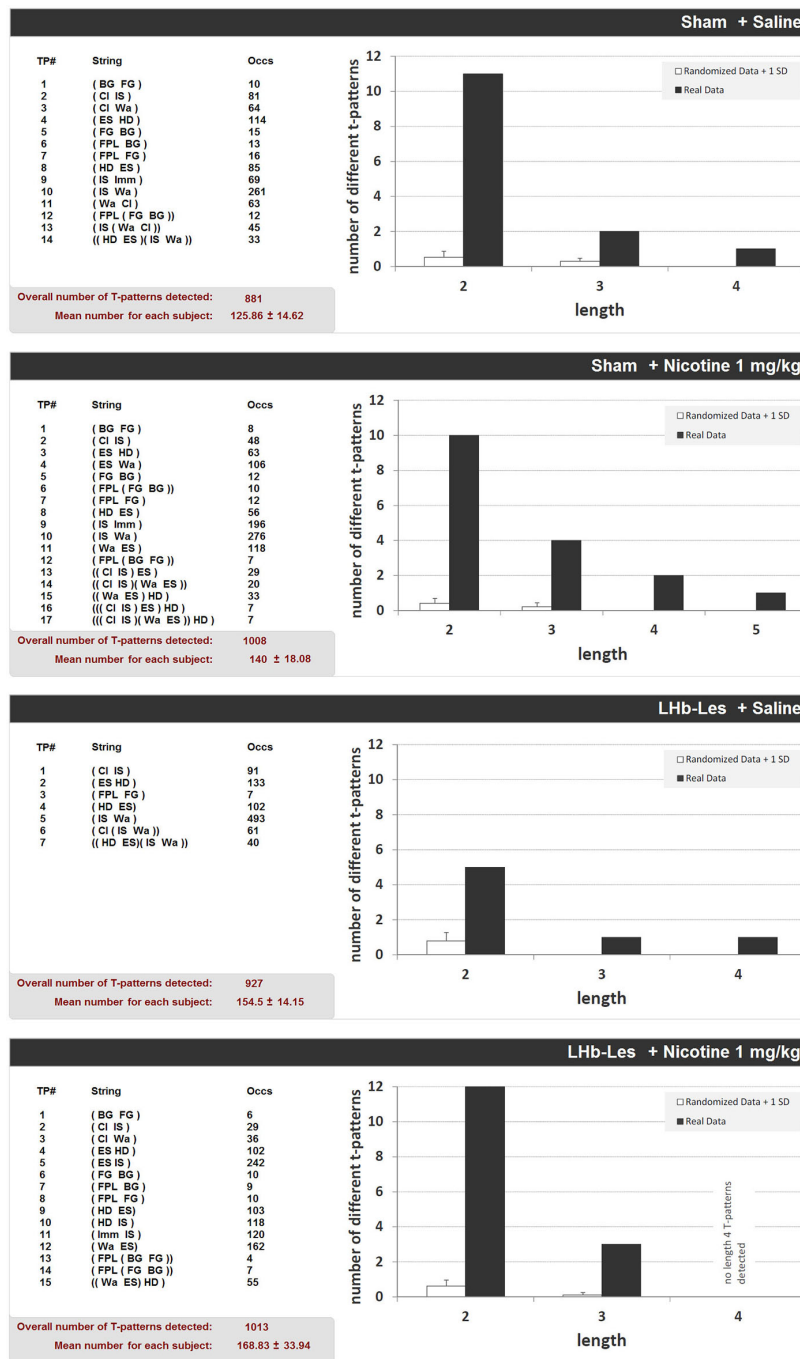 Sham + Saline
TP# String Occs
1 ( BG FG ) 10
2 ( CI IS ) 81
3 ( CI Wa ) 64
4 ( ES HD ) 114
5 ( FG BG ) 15
6 ( FPL BG ) 13
7 ( FPL FG ) 16
8 ( HD ES ) 85
9 ( IS Imm ) 69
10 ( IS Wa ) 261
11 ( Wa CI ) 63
12 ( FPL ( FG BG )) 12
13 ( IS ( Wa CI )) 45
14 (( HD ES )( IS Wa )) 33
Overall number of T-patterns detected: 881
Mean number for each subject: 125.86 ± 14.62
number of different t-patterns
12
10
8
6
4
2
0
2 3 4
length
Randomized Data + 1 SD
Real Data
Sham + Nicotine 1 mg/kg
TP# String Occs
1 ( BG FG ) 8
2 ( CI IS ) 48
3 ( ES HD ) 63
4 ( ES Wa ) 106
5 ( FG BG ) 12
6 ( FPL ( FG BG )) 10
7 ( FPL FG ) 12
8 ( HD ES ) 56
9 ( IS Imm ) 196
10 ( IS Wa ) 276
11 ( Wa ES ) 118
12 ( FPL ( BG FG )) 7
13 (( CI IS ) ES ) 29
14 (( CI IS )( Wa ES )) 20
15 (( Wa ES ) HD ) 33
16 ((( CI IS ) ES ) HD ) 7
17 ((( CI IS )( Wa ES )) HD ) 7
Overall number of T-patterns detected: 1008
Mean number for each subject: 140 ± 18.08
number of different t-patterns
12
10
8
6
4
2
0
2 3 4 5
length
Randomized Data + 1 SD
Real Data
LHb-Les + Saline
TP# String Occs
1 ( CI IS ) 91
2 ( ES HD ) 133
3 ( FPL FG ) 7
4 ( HD ES) 102
5 ( IS Wa ) 493
6 ( CI ( IS Wa )) 61
7 (( HD ES)( IS Wa )) 40
Overall number of T-patterns detected: 927
Mean number for each subject: 154.5 ± 14.15
number of different t-patterns
12
10
8
6
4
2
0
2 3 4
length
Randomized Data + 1 SD
Real Data
LHb-Les + Nicotine 1 mg/kg
TP# String Occs
1 ( BG FG ) 6
2 ( CI IS ) 29
3 ( CI Wa ) 36
4 ( ES HD ) 102
5 ( ES IS ) 242
6 ( FG BG ) 10
7 ( FPL BG ) 9
8 ( FPL FG ) 10
9 ( HD ES) 103
10 ( HD IS ) 118
11 ( Imm IS ) 120
12 ( Wa ES) 162
13 ( FPL ( BG FG )) 4
14 ( FPL ( FG BG )) 7
15 (( Wa ES) HD ) 55
Overall number of T-patterns detected: 1013
Mean number for each subject: 168.83 ± 33.94
number of different t-patterns
12
10
8
6
4
2
0
2 3 4
length
Randomized Data + 1 SD
Real Data
no length 4 T-patterns
detected